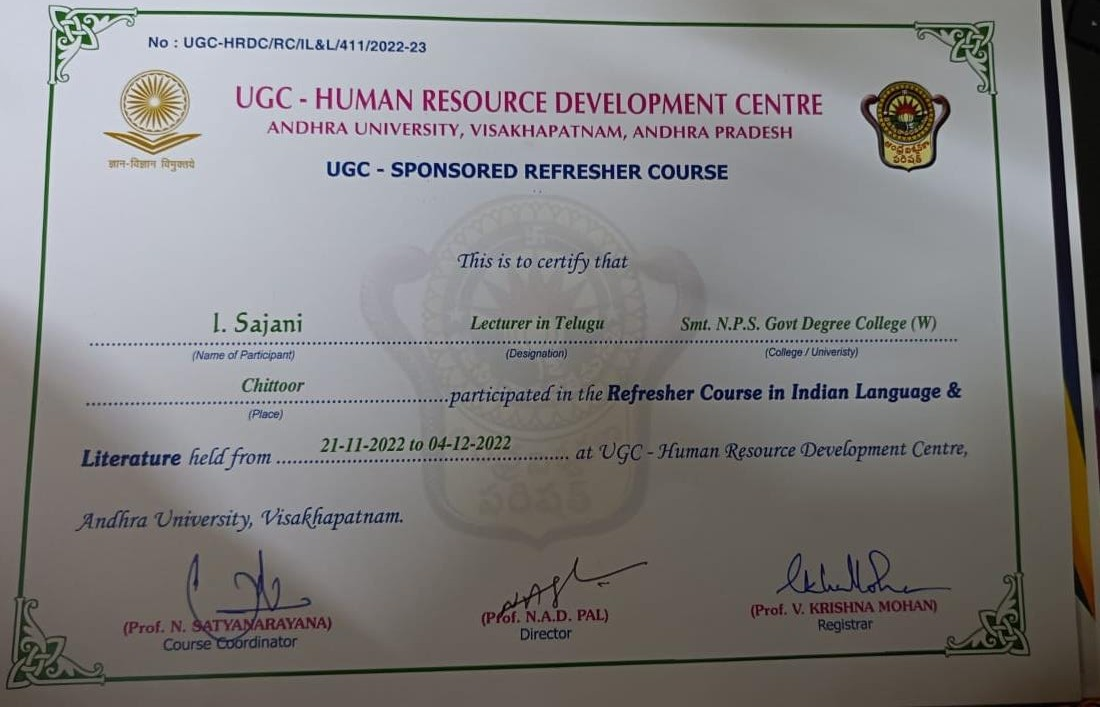 No : UGC-HRDC/RC/IL&L/411/2022-23
UGC - HUMAN RESOURCE DEVELOPMENT CENTRE
ANDHRA UNIVERSITY, VISAKHAPATNAM, ANDHRA PRADESH
ज्ञान-विज्ञान विमुक्तये
పరిషత్
UGC - SPONSORED REFRESHER COURSE
This is to certify that
I. Sajani Lecturer in Telugu Smt. N.P.S. Govt Degree College (W)
(Name of Participant) (Designation) (College / Univeristy)
Chittoor participated in the Refresher Course in Indian Language &
(Place)
Literature held from 21-11-2022 to 04-12-2022 at UGC - Human Resource Development Centre,
పరిషత్
Andhra University, Visakhapatnam.
(Prof. N. SATYANARAYANA) (Prof. N.A.D. PAL) (Prof. V. KRISHNA MOHAN)
Course Coordinator Director Registrar